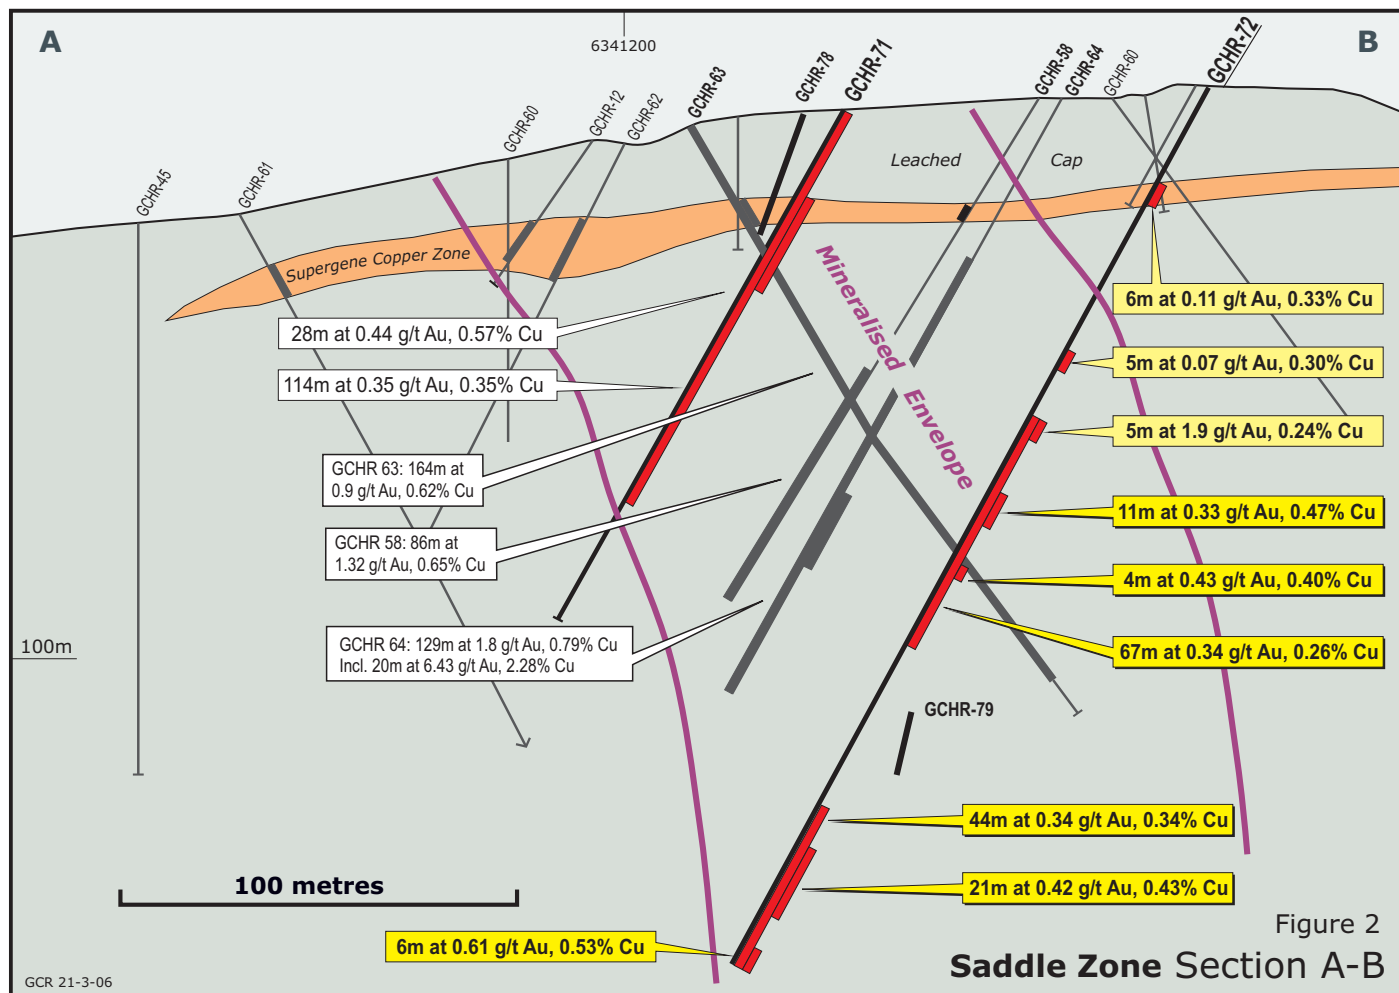 A
6341200
B
GCHR-45
GCHR-61
GCHR-60
GCHR-12
GCHR-62
GCHR-63
GCHR-78
GCHR-71
GCHR-58
GCHR-64
GCHR-60
GCHR-72
Leached Cap
Supergene Copper Zone
Mineralised Envelope
28m at 0.44 g/t Au, 0.57% Cu
114m at 0.35 g/t Au, 0.35% Cu
GCHR 63: 164m at
0.9 g/t Au, 0.62% Cu
GCHR 58: 86m at
1.32 g/t Au, 0.65% Cu
GCHR 64: 129m at 1.8 g/t Au, 0.79% Cu
Incl. 20m at 6.43 g/t Au, 2.28% Cu
6m at 0.11 g/t Au, 0.33% Cu
5m at 0.07 g/t Au, 0.30% Cu
5m at 1.9 g/t Au, 0.24% Cu
11m at 0.33 g/t Au, 0.47% Cu
4m at 0.43 g/t Au, 0.40% Cu
67m at 0.34 g/t Au, 0.26% Cu
100m
GCHR-79
44m at 0.34 g/t Au, 0.34% Cu
21m at 0.42 g/t Au, 0.43% Cu
6m at 0.61 g/t Au, 0.53% Cu
100 metres
Figure 2
Saddle Zone Section A-B
GCR 21-3-06